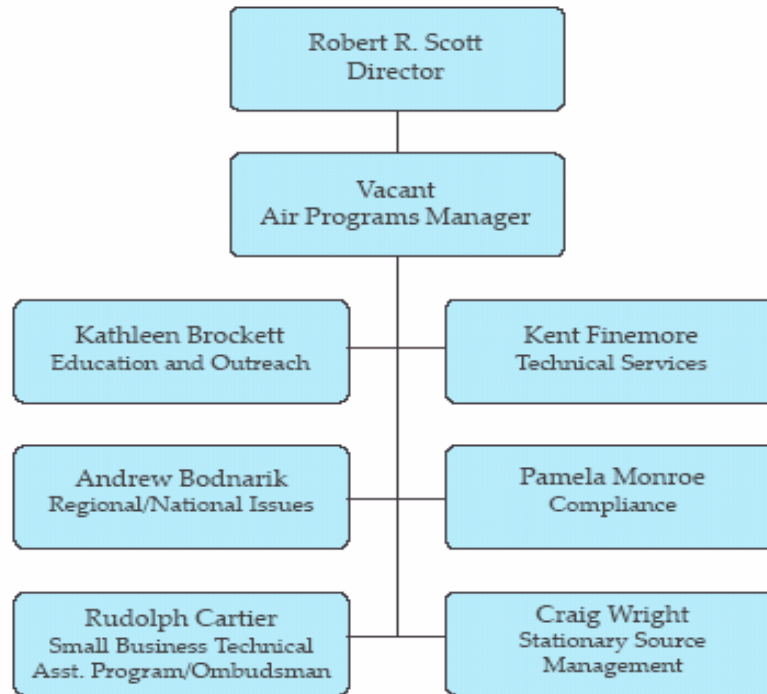 Robert R. Scott
Director
Vacant
Air Programs Manager
Kathleen Brockett
Education and Outreach
Kent Finemore
Technical Services
Andrew Bodnarik
Regional/National Issues
Pamela Monroe
Compliance
Rudolph Cartier
Small Business Technical
Asst. Program/Ombudsman
Craig Wright
Stationary Source
Management